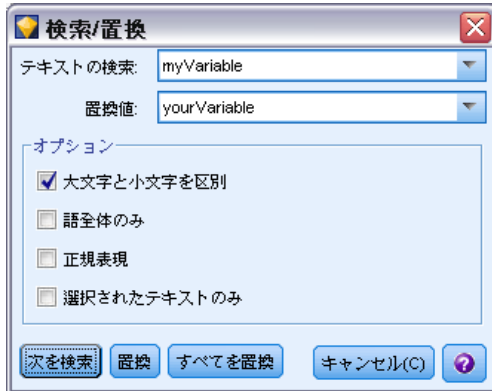 検索/置換
テキストの検索: myVariable
置換値: yourVariable
オプション
大文字と小文字を区別
語全体のみ
正規表現
選択されたテキストのみ
次を検索 置換 すべてを置換 キャンセル(C) ?